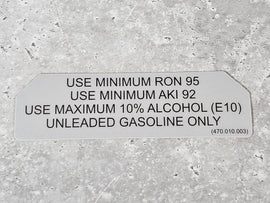 USE MINIMUM RON 95
USE MINIMUM AKI 92
USE MAXIMUM 10% ALCOHOL (E10)
UNLEADED GASOLINE ONLY
(470.010.003)